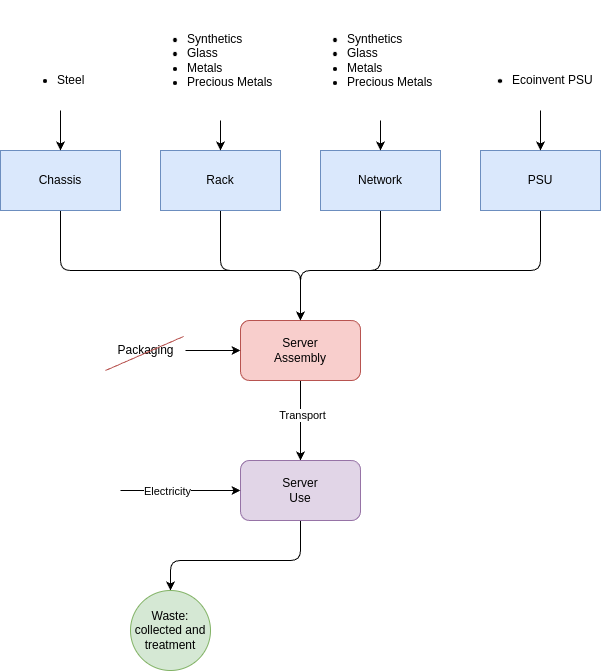 Steel
Synthetics
Glass
Metals
Precious Metals
Synthetics
Glass
Metals
Precious Metals
Ecoinvent PSU
Chassis
Rack
Network
PSU
Server
Assembly
Packaging
Transport
Server
Use
Electricity
Waste:
collected and
treatment